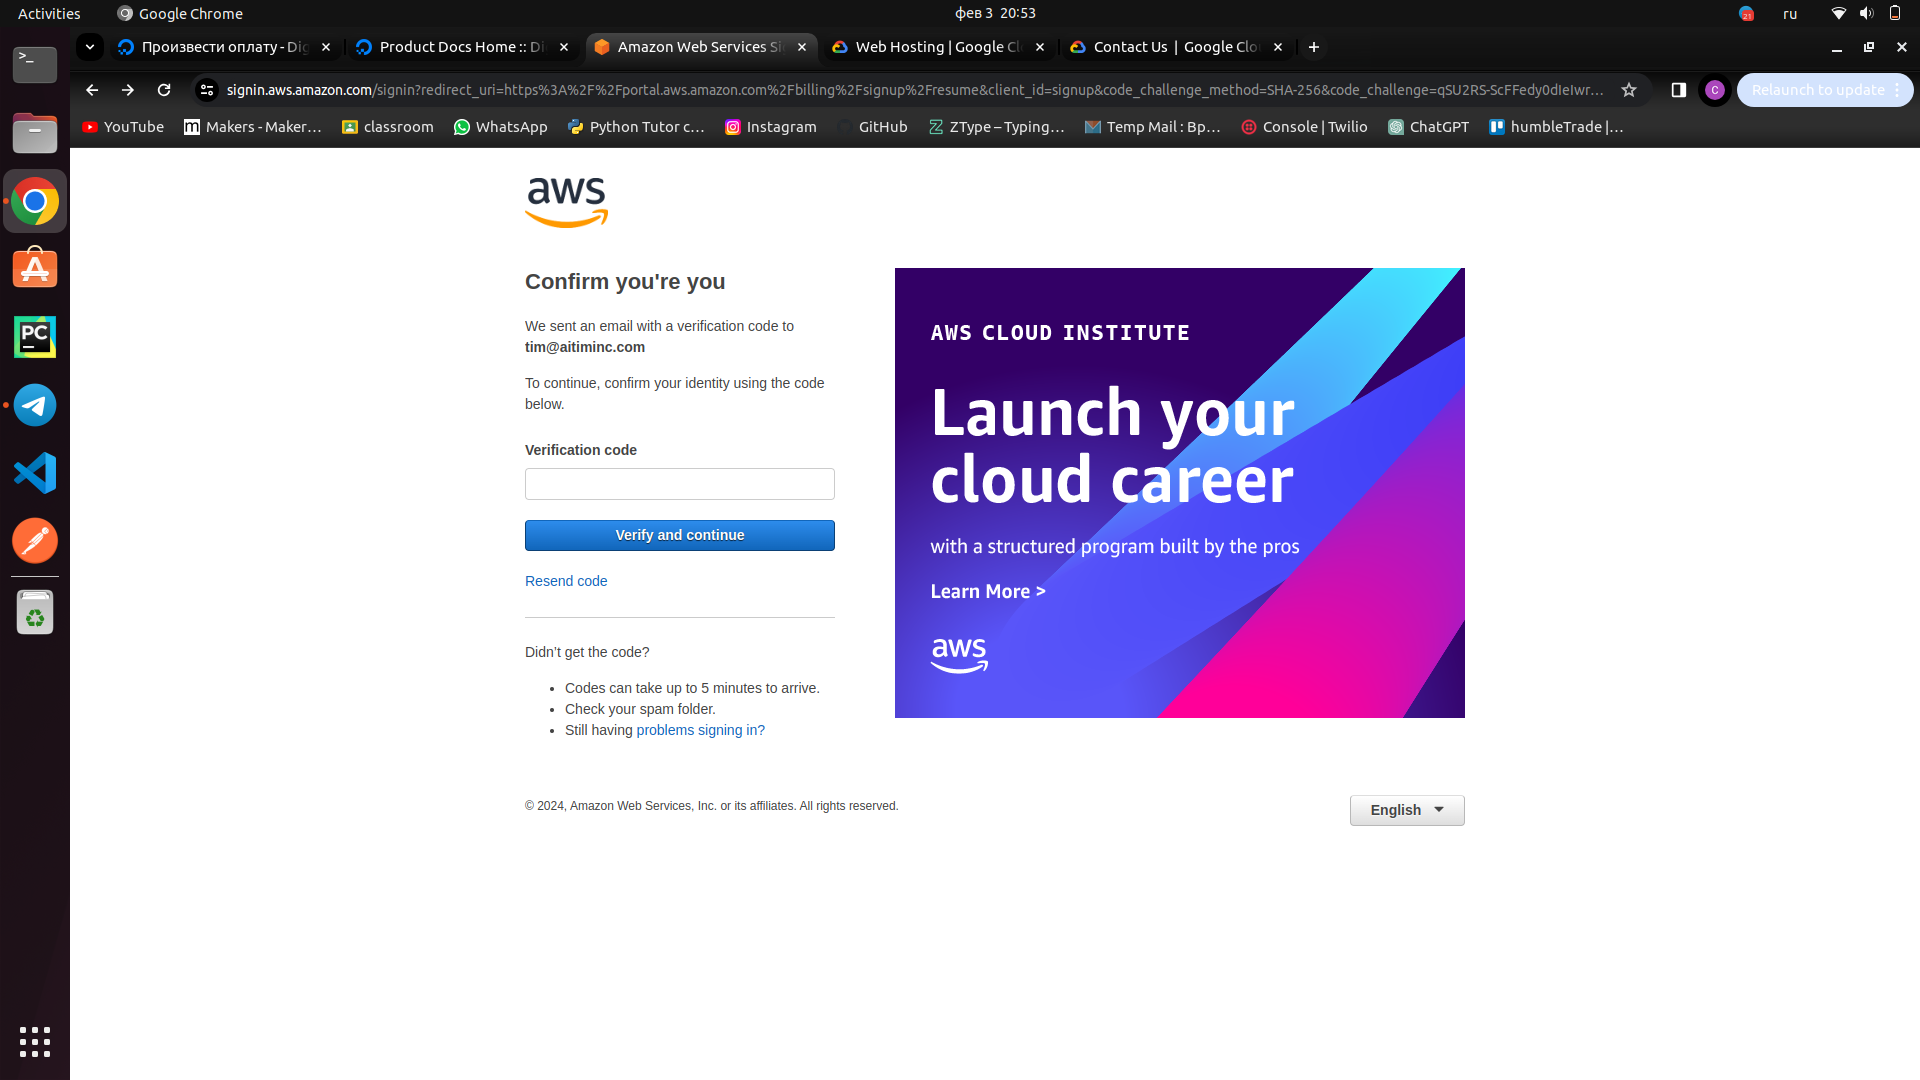 Activities
Google Chrome
фев 3 20:53
ru
Произвести оплату - Dig
Product Docs Home :: Di
Amazon Web Services Si
Web Hosting | Google Cl
Contact Us | Google Clo
signin.aws.amazon.com/signin?redirect_uri=https%3A%2F%2Fportal.aws.amazon.com%2Fbilling%2Fsignup%2Fresume&client_id=signup&code_challenge_method=SHA-256&code_challenge=qSU2RS-ScFFedy0dIeIwr...
C
Relaunch to update
YouTube
Makers - Maker...
classroom
WhatsApp
Python Tutor c...
Instagram
GitHub
ZType – Typing...
Temp Mail : Вр...
Console | Twilio
ChatGPT
humbleTrade |...
aws
Confirm you're you
We sent an email with a verification code to
tim@aitiminc.com
To continue, confirm your identity using the code
below.
Verification code
Verify and continue
Resend code
Didn't get the code?
Codes can take up to 5 minutes to arrive.
Check your spam folder.
Still having problems signing in?
AWS CLOUD INSTITUTE
Launch your
cloud career
with a structured program built by the pros
Learn More >
aws
© 2024, Amazon Web Services, Inc. or its affiliates. All rights reserved.
English